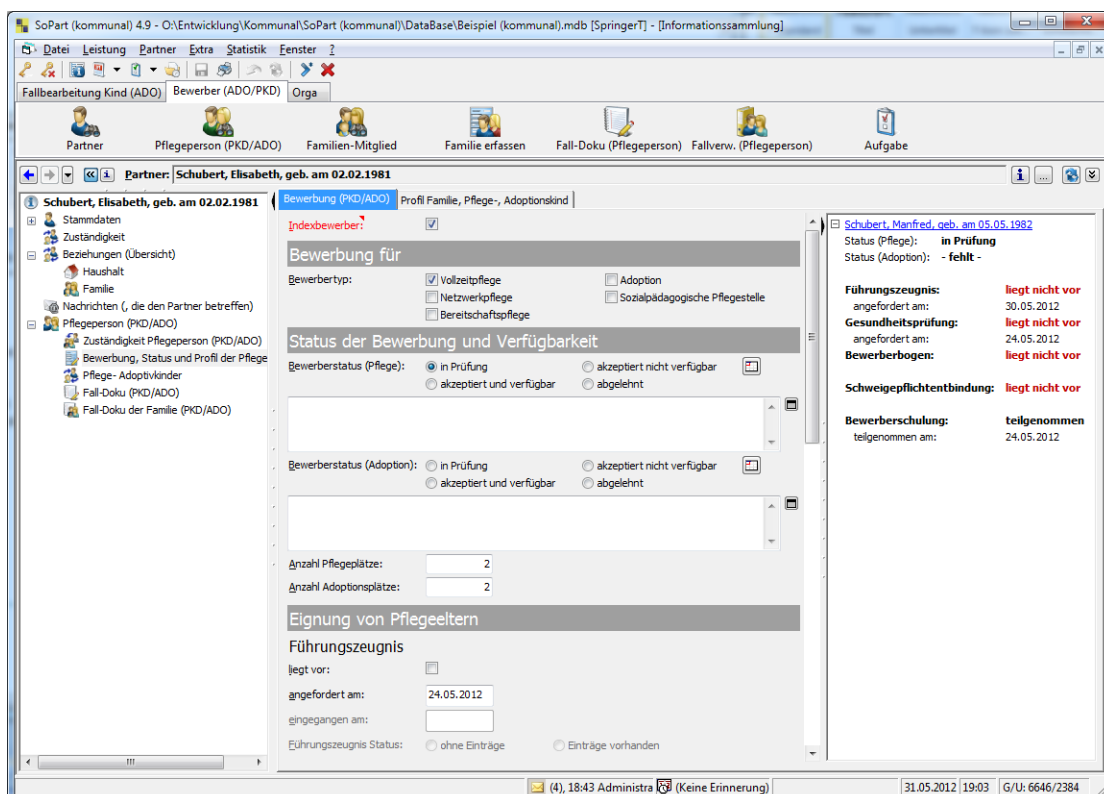 SoPart (kommunal) 4.9 - O:\Entwicklung\Kommunal\SoPart (kommunal)\DataBase\Beispiel (kommunal).mdb [SpringerT] - [Informationssammlung]
Datei Leistung Partner Extra Statistik Fenster ?
Fallbearbeitung Kind (ADO) Bewerber (ADO/PKD) Orga
Partner Pflegeperson (PKD/ADO) Familien-Mitglied Familie erfassen Fall-Doku (Pflegeperson) Fallverw. (Pflegeperson) Aufgabe
Partner: Schubert, Elisabeth, geb. am 02.02.1981
Schubert, Elisabeth, geb. am 02.02.1981
Stammdaten
Zuständigkeit
Beziehungen (Übersicht)
Haushalt
Familie
Nachrichten (, die den Partner betreffen)
Pflegeperson (PKD/ADO)
Zuständigkeit Pflegeperson (PKD/ADO)
Bewerbung, Status und Profil der Pflege
Pflege- Adoptivkinder
Fall-Doku (PKD/ADO)
Fall-Doku der Familie (PKD/ADO)
Bewerbung (PKD/ADO) Profil Familie, Pflege-, Adoptionskind
Indexbewerber:
Bewerbung für
Bewerbertyp: Vollzeitpflege Adoption
Netzwerkpflege Sozialpädagogische Pflegestelle
Bereitschaftspflege
Status der Bewerbung und Verfügbarkeit
Bewerberstatus (Pflege): in Prüfung akzeptiert nicht verfügbar
akzeptiert und verfügbar abgelehnt
Bewerberstatus (Adoption): in Prüfung akzeptiert nicht verfügbar
akzeptiert und verfügbar abgelehnt
Anzahl Pflegeplätze: 2
Anzahl Adoptionsplätze: 2
Eignung von Pflegeeltern
Führungszeugnis
liegt vor:
angefordert am: 24.05.2012
eingegangen am:
Führungszeugnis Status: ohne Einträge Einträge vorhanden
Schubert, Manfred, geb. am 05.05.1982
Status (Pflege): in Prüfung
Status (Adoption): - fehlt -
Führungszeugnis: liegt nicht vor
angefordert am: 30.05.2012
Gesundheitsprüfung: liegt nicht vor
angefordert am: 24.05.2012
Bewerberbogen: liegt nicht vor
Schweigepflichtentbindung: liegt nicht vor
Bewerberschulung: teilgenommen
teilgenommen am: 24.05.2012
(4), 18:43 Administra (Keine Erinnerung) 31.05.2012 19:03 G/U: 6646/2384